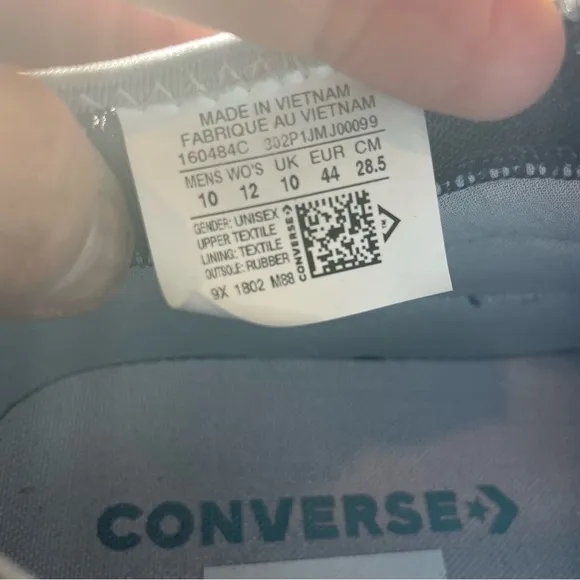 MADE IN VIETNAM
FABRIQUE AU VIETNAM
160484C 302P1JMJ00099
MENS WO'S UK EUR CM
10 12 10 44 28.5
GENDER: UNISEX
UPPER TEXTILE
LINING: TEXTILE
OUTSOLE: RUBBER
9X 1802 M88
CONVERSE
CONVERSE